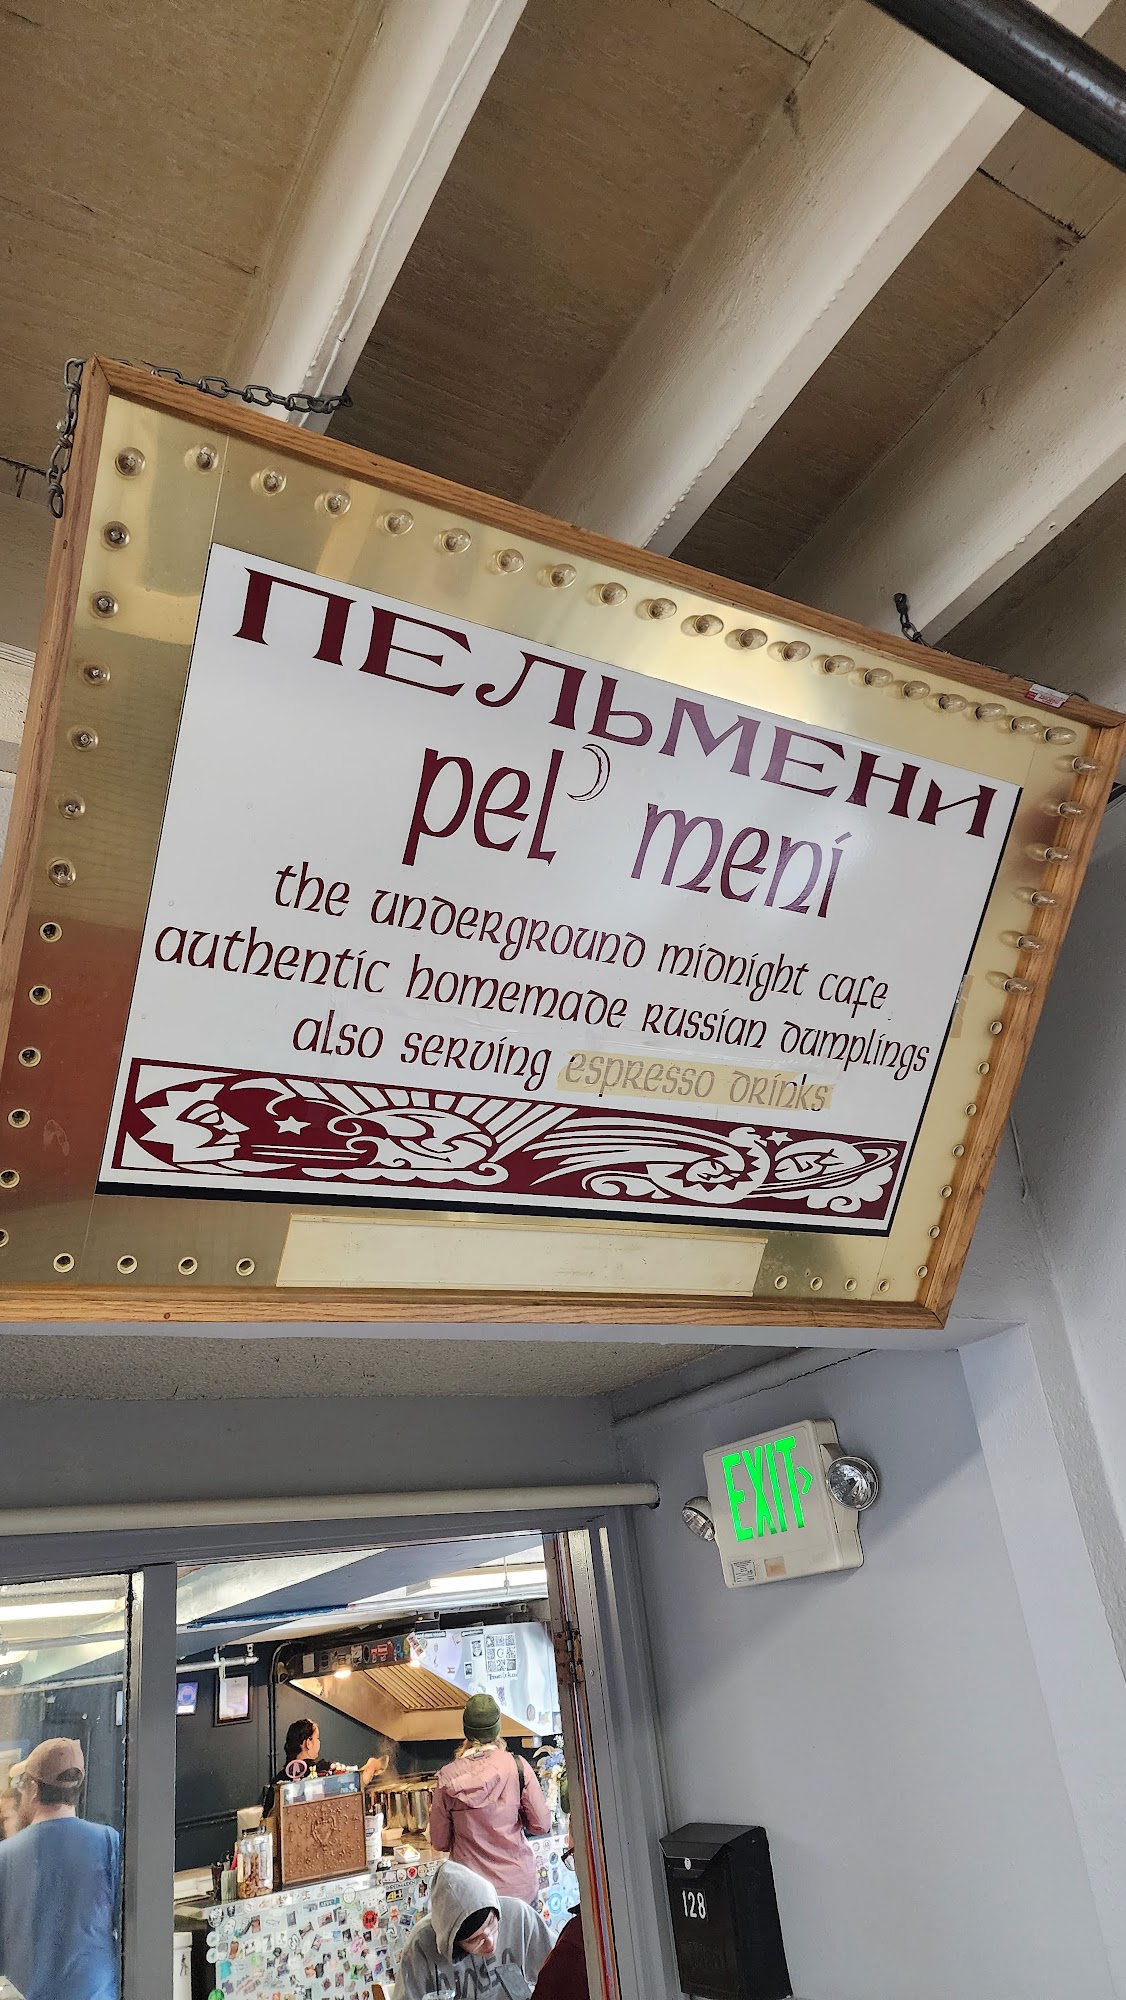 ПЕЛЬМЕНИ
pel' meni
the underground midnight cafe
authentic homemade Russian dumplings
also serving espresso drinks
EXIT
128